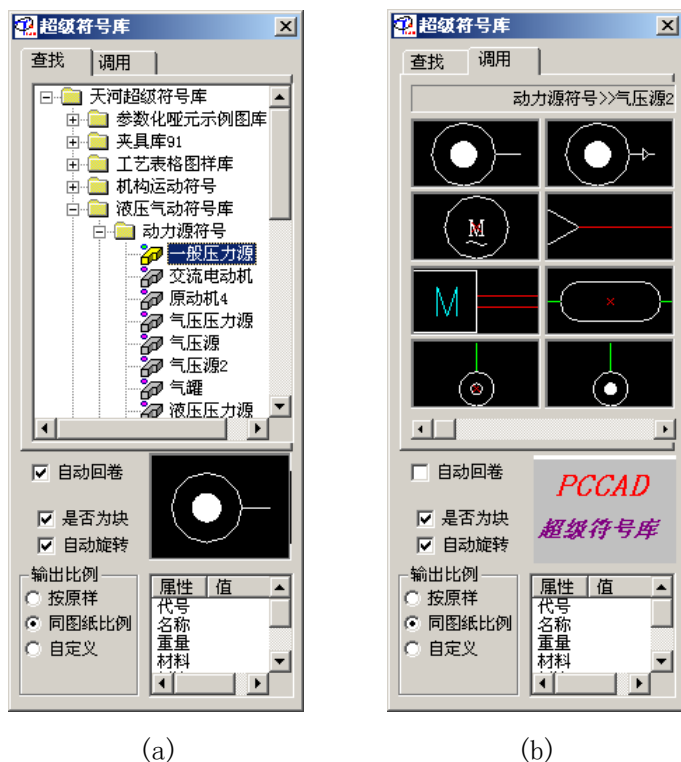 超级符号库
查找 调用
天河超级符号库
参数化哑元示例图库
夹具库91
工艺表格图样库
机构运动符号
液压气动符号库
动力源符号
一般压力源
交流电动机
原动机4
气压压力源
气压源
气压源2
气罐
液压压力源
自动回卷
是否为块
自动旋转
输出比例
按原样
同图纸比例
自定义
属性 值
代号
名称
重量
材料
(a)
超级符号库
查找 调用
动力源符号>>气压源2
M
M
自动回卷
是否为块
自动旋转
PCCAD
超级符号库
输出比例
按原样
同图纸比例
自定义
属性 值
代号
名称
重量
材料
(b)